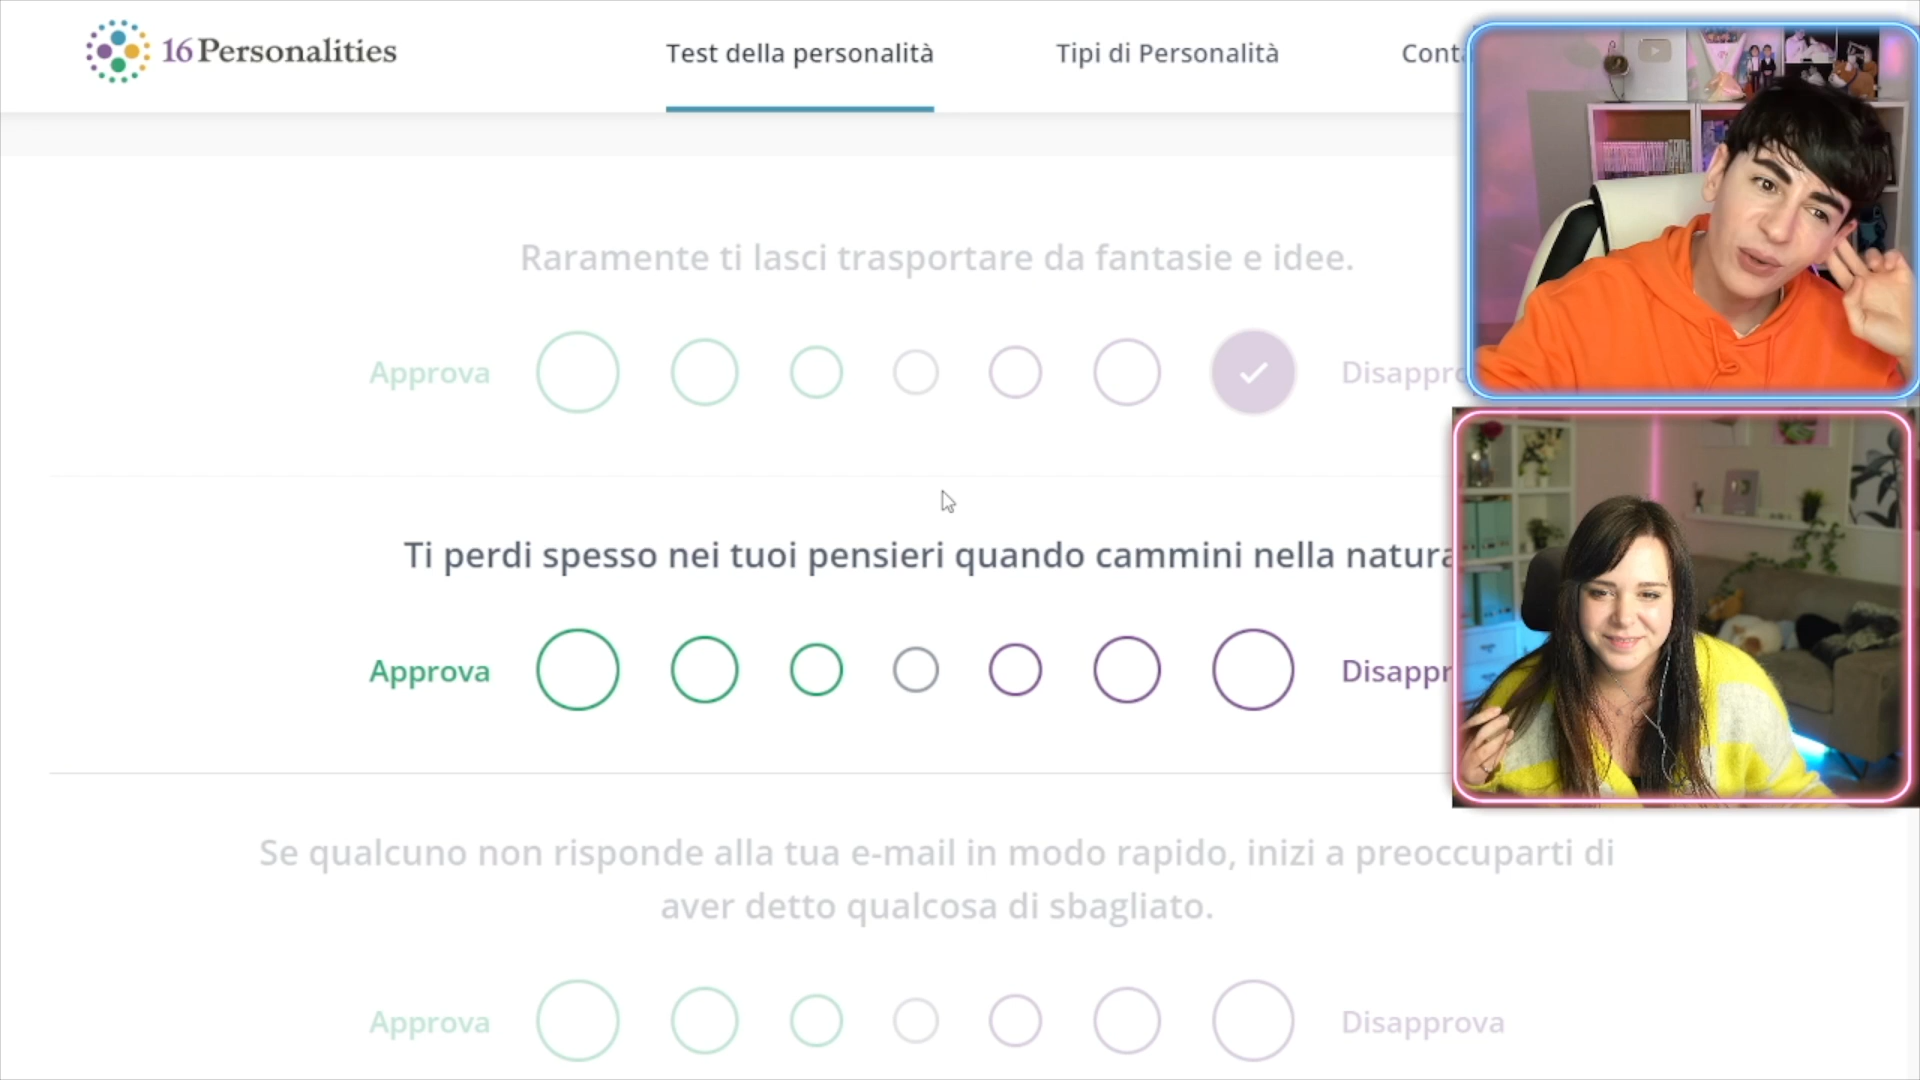 16Personalities
Test della personalità
Tipi di Personalità
Raramente ti lasci trasportare da fantasie e idee.
Approva
Ti perdi spesso nei tuoi pensieri quando cammini nella natura
Approva
Se qualcuno non risponde alla tua e-mail in modo rapido, inizi a preoccuparti di
aver detto qualcosa di sbagliato.
Approva
Disapprova